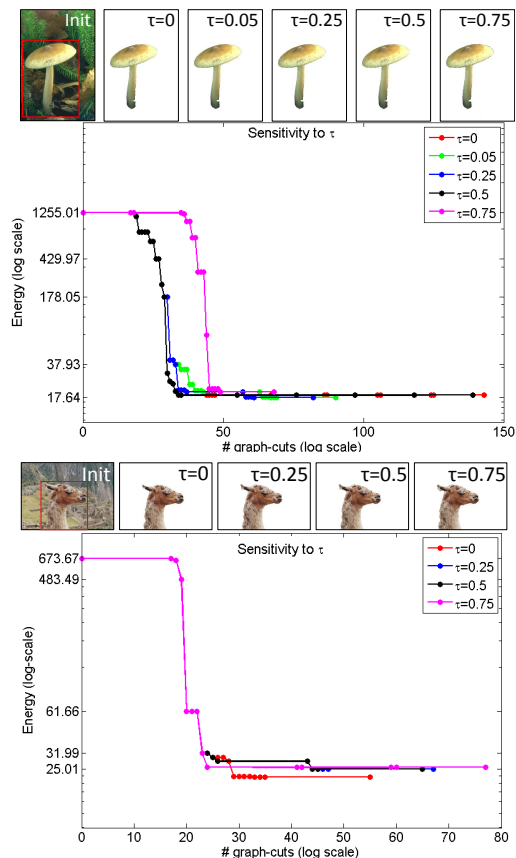 Init τ=0 τ=0.05 τ=0.25 τ=0.5 τ=0.75
Sensitivity to τ
τ=0
τ=0.05
τ=0.25
τ=0.5
τ=0.75
Energy (log scale)
1255.01
429.97
178.05
37.93
17.64
0 50 100 150
# graph-cuts (log scale)
Init τ=0 τ=0.25 τ=0.5 τ=0.75
Sensitivity to τ
τ=0
τ=0.25
τ=0.5
τ=0.75
Energy (log-scale)
673.67
483.49
61.66
31.99
25.01
0 10 20 30 40 50 60 70 80
# graph-cuts (log scale)